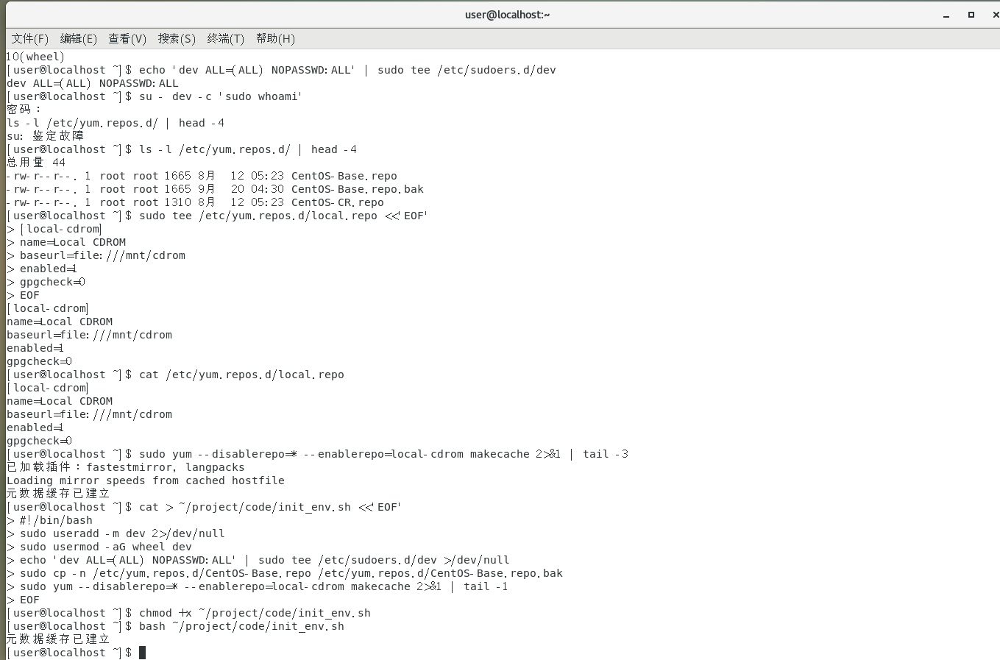 user@localhost:~
文件(F) 编辑(E) 查看(V) 搜索(S) 终端(T) 帮助(H)
10(wheel)
[user@localhost ~]$ echo 'dev ALL=(ALL) NOPASSWD:ALL' | sudo tee /etc/sudoers.d/dev
dev ALL=(ALL) NOPASSWD:ALL
[user@localhost ~]$ su - dev -c 'sudo whoami'
密码：
ls -l /etc/yum.repos.d/ | head -4
su: 鉴定故障
[user@localhost ~]$ ls -l /etc/yum.repos.d/ | head -4
总用量 44
-rw-r--r--. 1 root root 1665 8月  12 05:23 CentOS-Base.repo
-rw-r--r--. 1 root root 1665 9月  20 04:30 CentOS-Base.repo.bak
-rw-r--r--. 1 root root 1310 8月  12 05:23 CentOS-CR.repo
[user@localhost ~]$ sudo tee /etc/yum.repos.d/local.repo <<'EOF'
> [local-cdrom]
> name=Local CDROM
> baseurl=file:///mnt/cdrom
> enabled=1
> gpgcheck=0
> EOF
[local-cdrom]
name=Local CDROM
baseurl=file:///mnt/cdrom
enabled=1
gpgcheck=0
[user@localhost ~]$ cat /etc/yum.repos.d/local.repo
[local-cdrom]
name=Local CDROM
baseurl=file:///mnt/cdrom
enabled=1
gpgcheck=0
[user@localhost ~]$ sudo yum --disablerepo=* --enablerepo=local-cdrom makecache 2>&1 | tail -3
已加载插件：fastestmirror, langpacks
Loading mirror speeds from cached hostfile
元数据缓存已建立
[user@localhost ~]$ cat > ~/project/code/init_env.sh <<'EOF'
> #!/bin/bash
> sudo useradd -m dev 2>/dev/null
> sudo usermod -aG wheel dev
> echo 'dev ALL=(ALL) NOPASSWD:ALL' | sudo tee /etc/sudoers.d/dev >/dev/null
> sudo cp -n /etc/yum.repos.d/CentOS-Base.repo /etc/yum.repos.d/CentOS-Base.repo.bak
> sudo yum --disablerepo=* --enablerepo=local-cdrom makecache 2>&1 | tail -1
> EOF
[user@localhost ~]$ chmod +x ~/project/code/init_env.sh
[user@localhost ~]$ bash ~/project/code/init_env.sh
元数据缓存已建立
[user@localhost ~]$